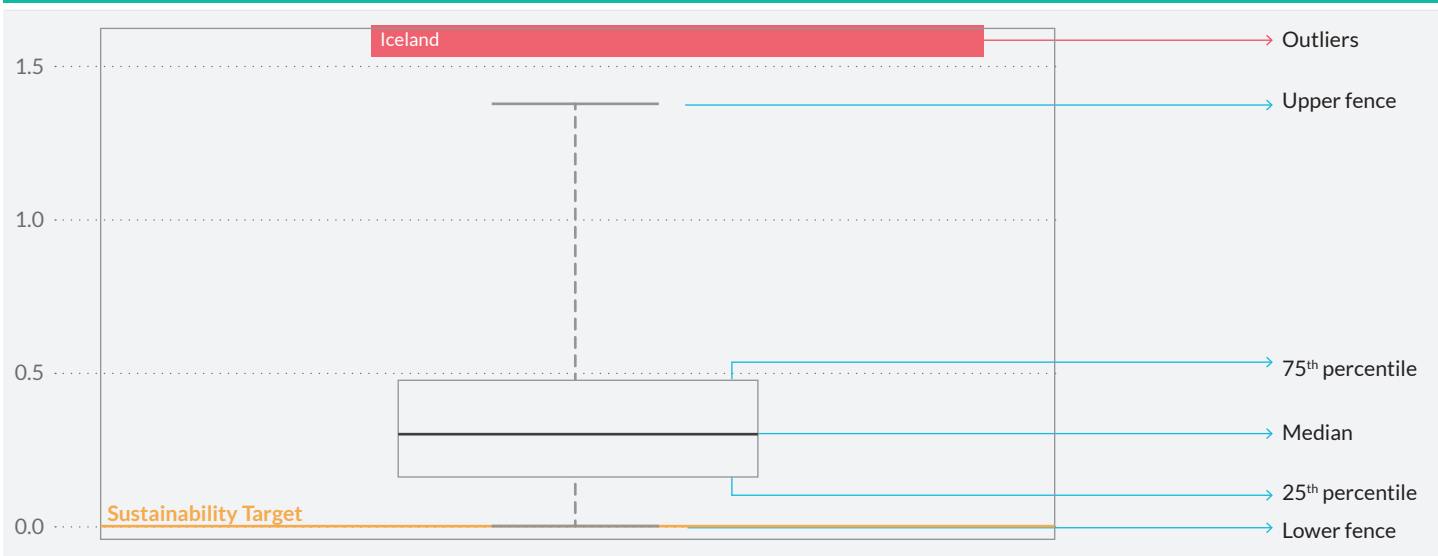 Iceland
Outliers
1.5
Upper fence
1.0
0.5
75th percentile
Median
25th percentile
Sustainability Target
0.0
Lower fence